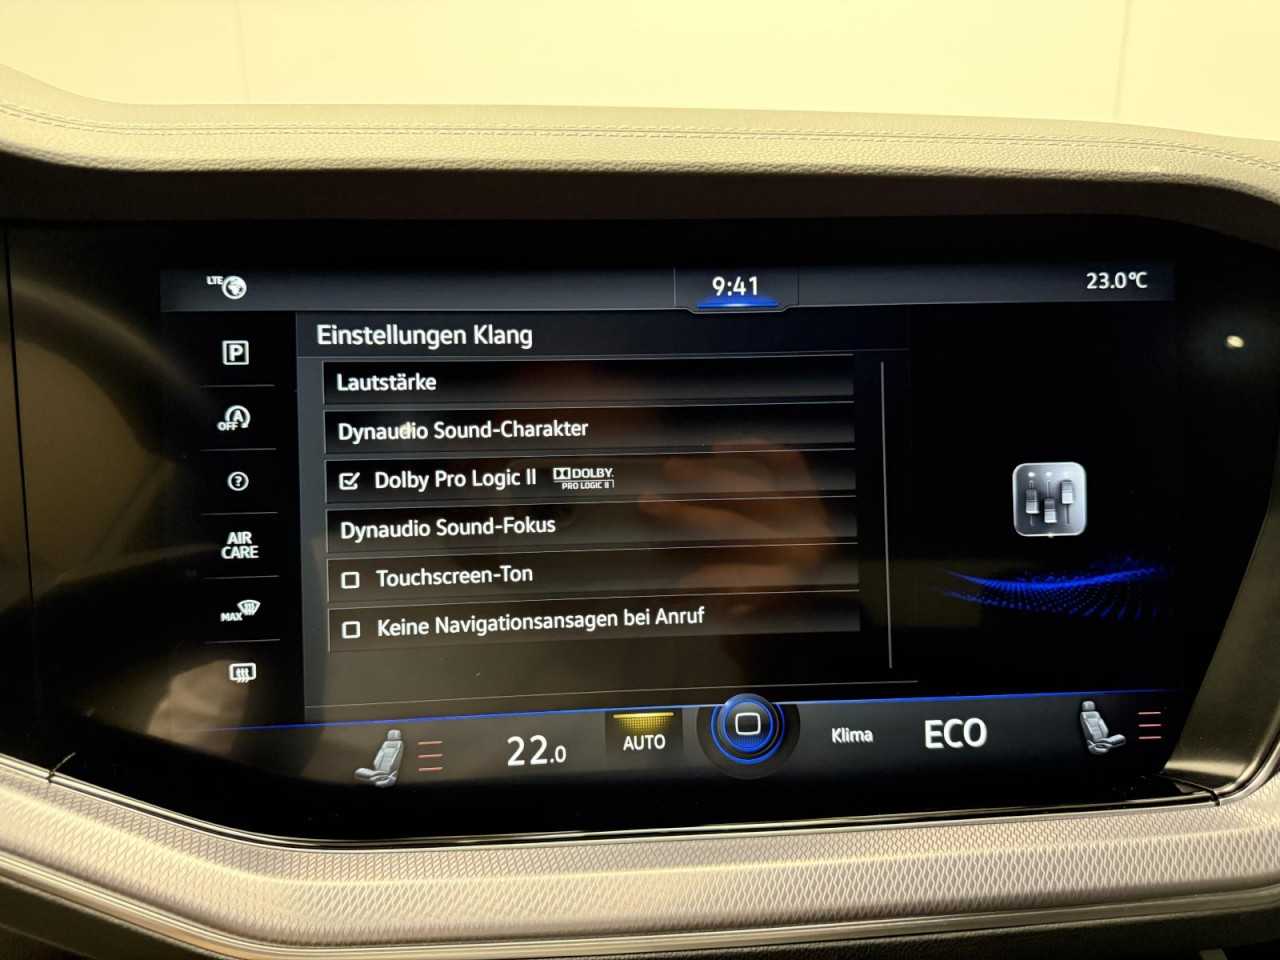 LTE
9:41
23.0°C
P
Einstellungen Klang
Lautstärke
A
OFF
Dynaudio Sound-Charakter
?
Dolby Pro Logic II DOLBY
PRO LOGIC II
AIR
CARE
Dynaudio Sound-Fokus
Touchscreen-Ton
MAX
Keine Navigationsansagen bei Anruf
22.0
AUTO
Klima
ECO